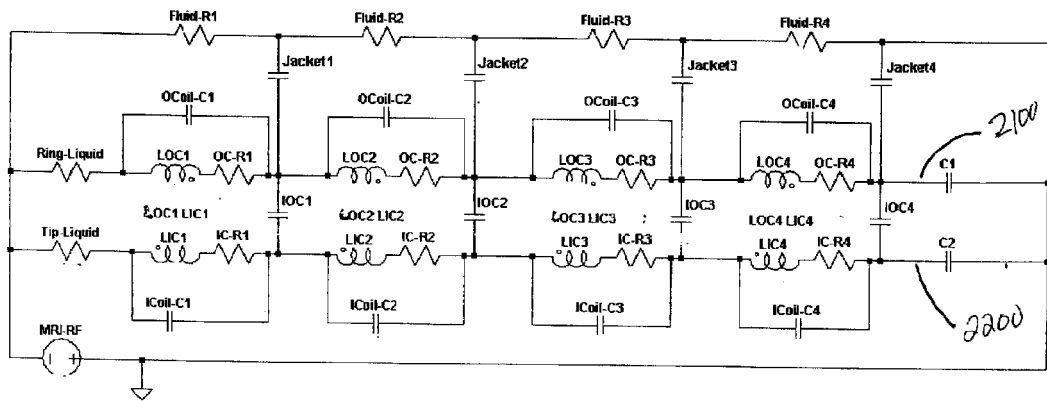 Fluid-R1 Fluid-R2 Fluid-R3 Fluid-R4
Jacket1 Jacket2 Jacket3 Jacket4
OCoil-C1 OCoil-C2 OCoil-C3 OCoil-C4
2100
Ring-Liquid LOC1 OC-R1 LOC2 OC-R2 LOC3 OC-R3 LOC4 OC-R4 C1
IOC1 IOC2 IOC3 IOC4
LOC1 LIC1 LOC2 LIC2 LOC3 LIC3 LOC4 LIC4
Tip-Liquid LIC1 IC-R1 LIC2 IC-R2 LIC3 IC-R3 LIC4 IC-R4 C2
ICoil-C1 ICoil-C2 ICoil-C3 ICoil-C4
2200
MRI-RF